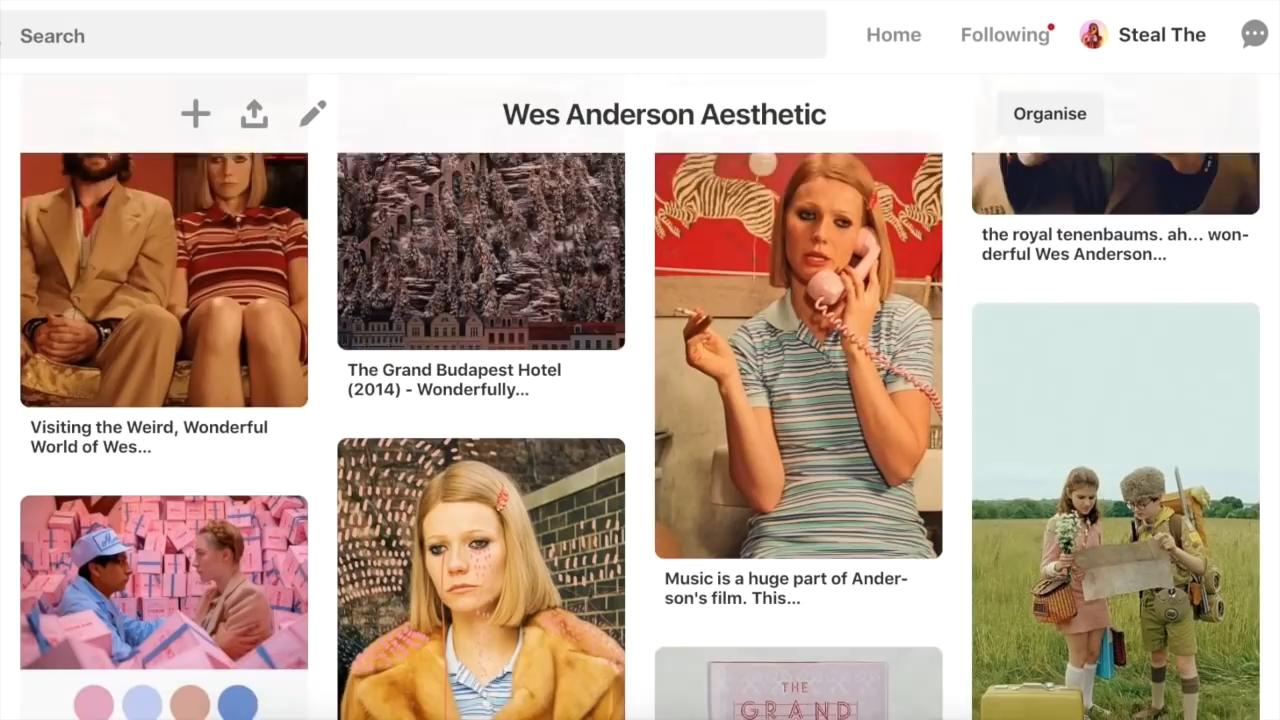 Search
Home
Following
Steal The
Wes Anderson Aesthetic
Organise
Visiting the Weird, Wonderful
World of Wes...
The Grand Budapest Hotel
(2014) - Wonderfully...
Music is a huge part of Ander-
son's film. This...
THE
GRAND
the royal tenenbaums. ah... won-
derful Wes Anderson...